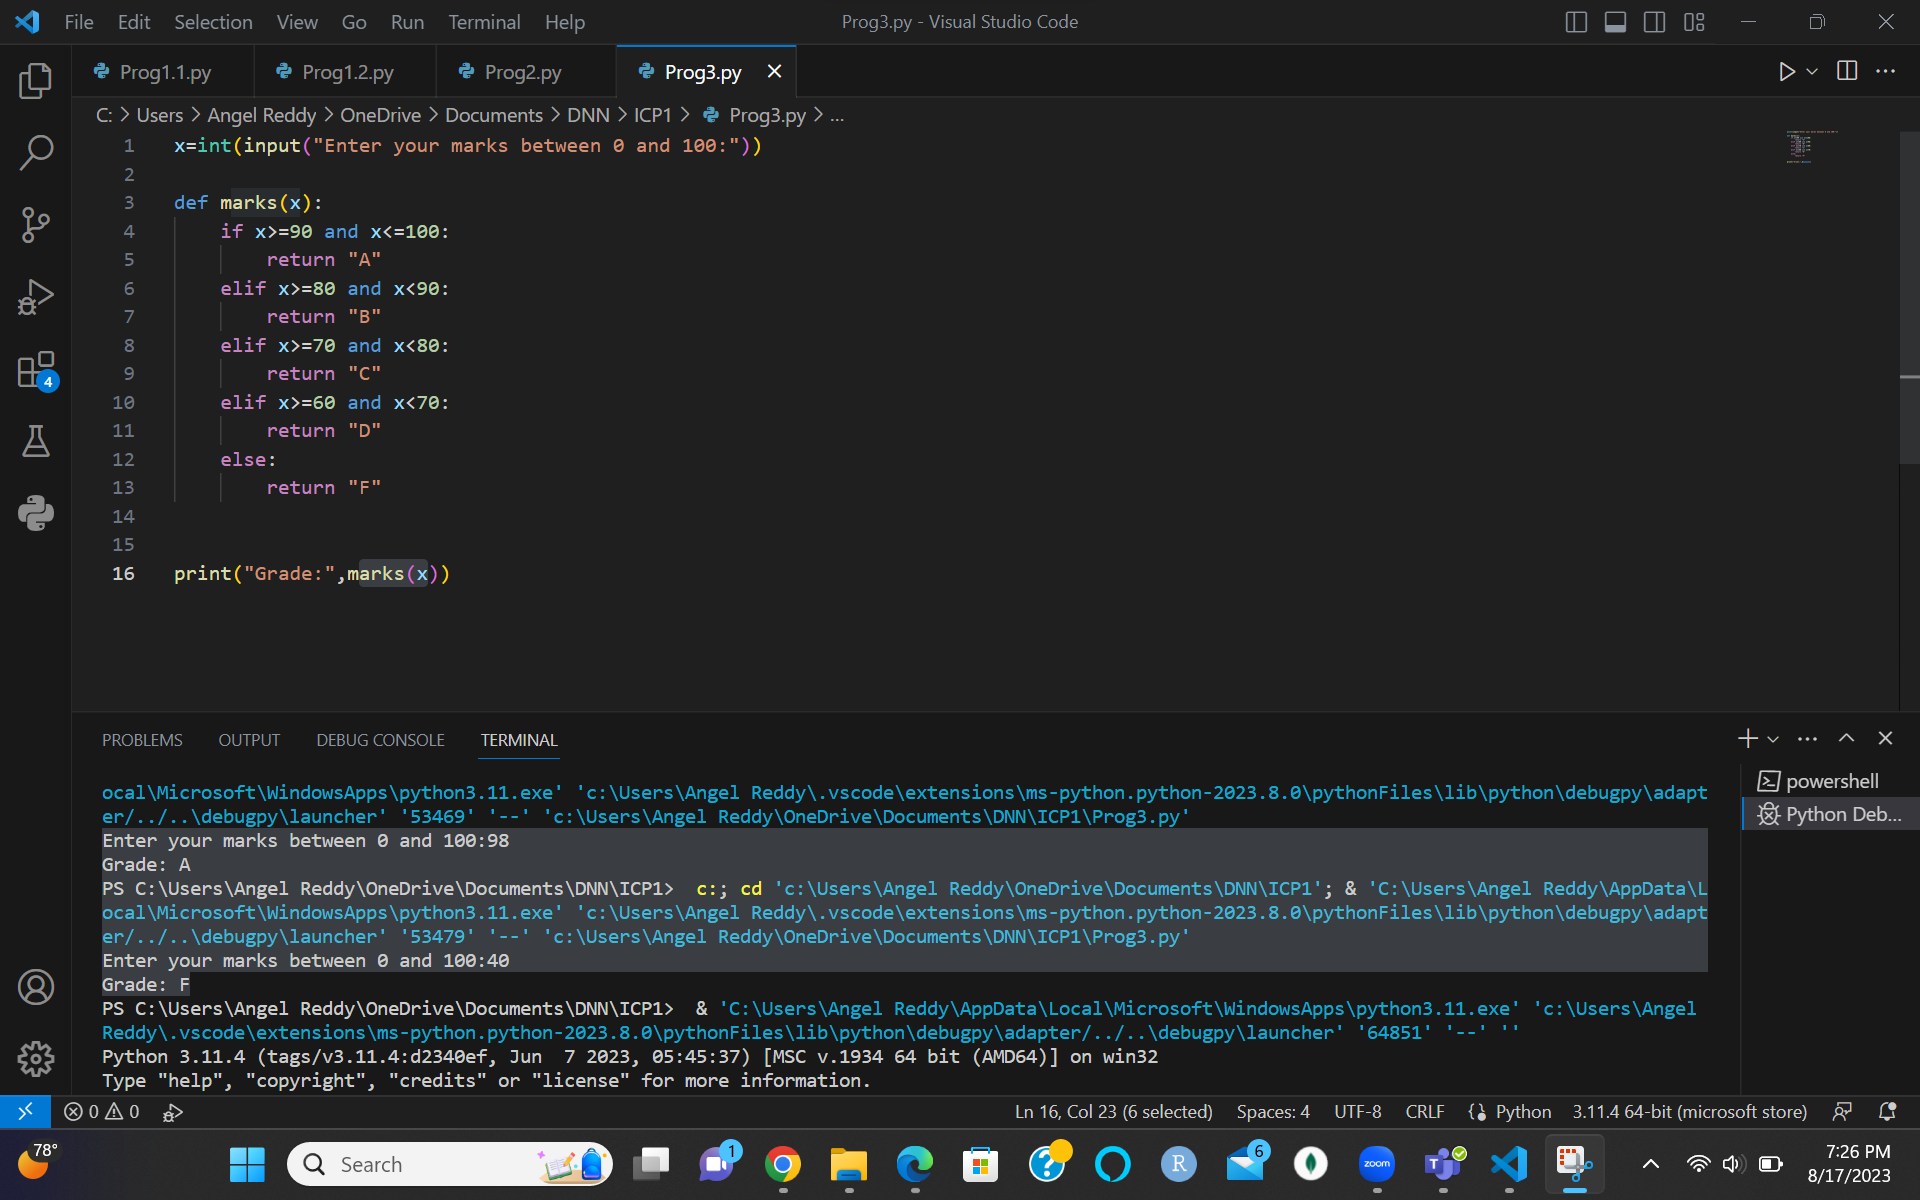 File Edit Selection View Go Run Terminal Help
Prog3.py - Visual Studio Code
Prog1.1.py
Prog1.2.py
Prog2.py
Prog3.py
C: > Users > Angel Reddy > OneDrive > Documents > DNN > ICP1 > Prog3.py > ...
1 x=int(input("Enter your marks between 0 and 100:"))
2
3 def marks(x):
4     if x>=90 and x<=100:
5         return "A"
6     elif x>=80 and x<90:
7         return "B"
8     elif x>=70 and x<80:
9         return "C"
10     elif x>=60 and x<70:
11         return "D"
12     else:
13         return "F"
14
15
16 print("Grade:",marks(x))
4
PROBLEMS OUTPUT DEBUG CONSOLE TERMINAL
powershell
Python Deb...
ocal\Microsoft\WindowsApps\python3.11.exe' 'c:\Users\Angel Reddy\.vscode\extensions\ms-python.python-2023.8.0\pythonFiles\lib\python\debugpy\adapt
er/../..\debugpy\launcher' '53469' '--' 'c:\Users\Angel Reddy\OneDrive\Documents\DNN\ICP1\Prog3.py'
Enter your marks between 0 and 100:98
Grade: A
PS C:\Users\Angel Reddy\OneDrive\Documents\DNN\ICP1>  c:; cd 'c:\Users\Angel Reddy\OneDrive\Documents\DNN\ICP1'; & 'C:\Users\Angel Reddy\AppData\L
ocal\Microsoft\WindowsApps\python3.11.exe' 'c:\Users\Angel Reddy\.vscode\extensions\ms-python.python-2023.8.0\pythonFiles\lib\python\debugpy\adapt
er/../..\debugpy\launcher' '53479' '--' 'c:\Users\Angel Reddy\OneDrive\Documents\DNN\ICP1\Prog3.py'
Enter your marks between 0 and 100:40
Grade: F
PS C:\Users\Angel Reddy\OneDrive\Documents\DNN\ICP1>  & 'C:\Users\Angel Reddy\AppData\Local\Microsoft\WindowsApps\python3.11.exe' 'c:\Users\Angel
Reddy\.vscode\extensions\ms-python.python-2023.8.0\pythonFiles\lib\python\debugpy\adapter/../..\debugpy\launcher' '64851' '--' ''
Python 3.11.4 (tags/v3.11.4:d2340ef, Jun  7 2023, 05:45:37) [MSC v.1934 64 bit (AMD64)] on win32
Type "help", "copyright", "credits" or "license" for more information.
0 0
Ln 16, Col 23 (6 selected) Spaces: 4 UTF-8 CRLF Python 3.11.4 64-bit (microsoft store)
78°
Search
1
R
6
zoom
T
7:26 PM
8/17/2023